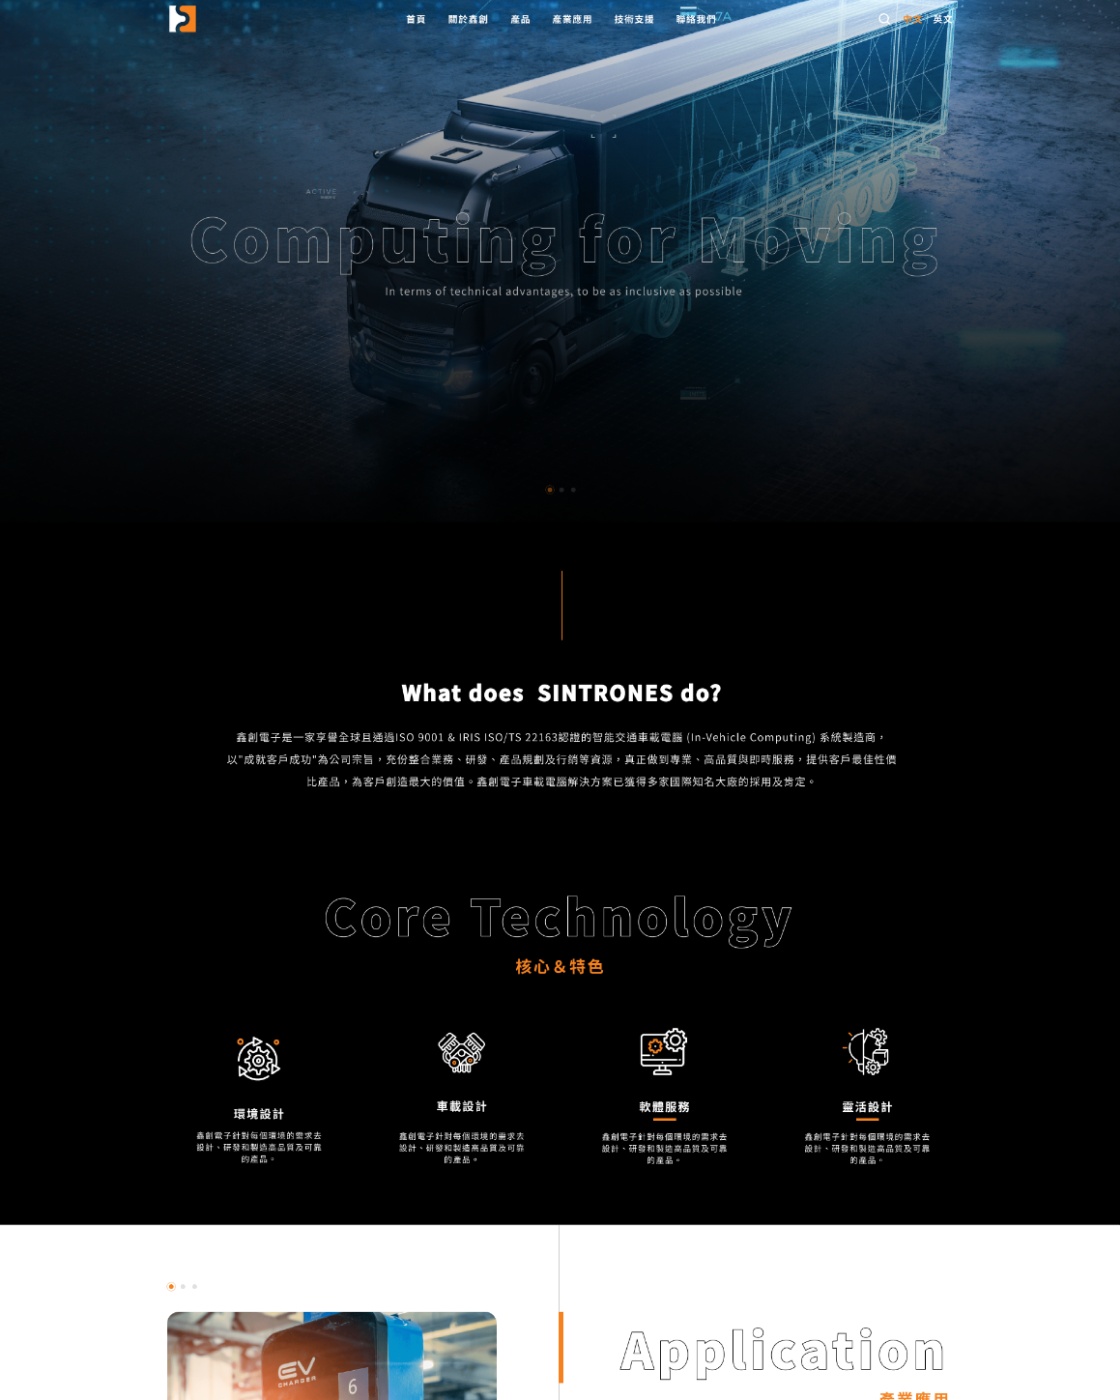 首頁 關於鑫創 產品 產業應用 技術支援 聯絡我們 中文 英文
7A
ACTIVE
Computing for Moving
In terms of technical advantages, to be as inclusive as possible
What does SINTRONES do?
鑫創電子是一家享譽全球且通過ISO 9001 & IRIS ISO/TS 22163認證的智能交通車載電腦 (In-Vehicle Computing) 系統製造商，
以"成就客戶成功"為公司宗旨，充份整合業務、研發、產品規劃及行銷等資源，真正做到專業、高品質與即時服務，提供客戶最佳性價
比產品，為客戶創造最大的價值。鑫創電子車載電腦解決方案已獲得多家國際知名大廠的採用及肯定。
Core Technology
核心＆特色
環境設計
鑫創電子針對每個環境的需求去
設計、研發和製造高品質及可靠
的產品。
車載設計
鑫創電子針對每個環境的需求去
設計、研發和製造高品質及可靠
的產品。
軟體服務
鑫創電子針對每個環境的需求去
設計、研發和製造高品質及可靠
的產品。
靈活設計
鑫創電子針對每個環境的需求去
設計、研發和製造高品質及可靠
的產品。
EV
CHARGER
6
Application
產業應用